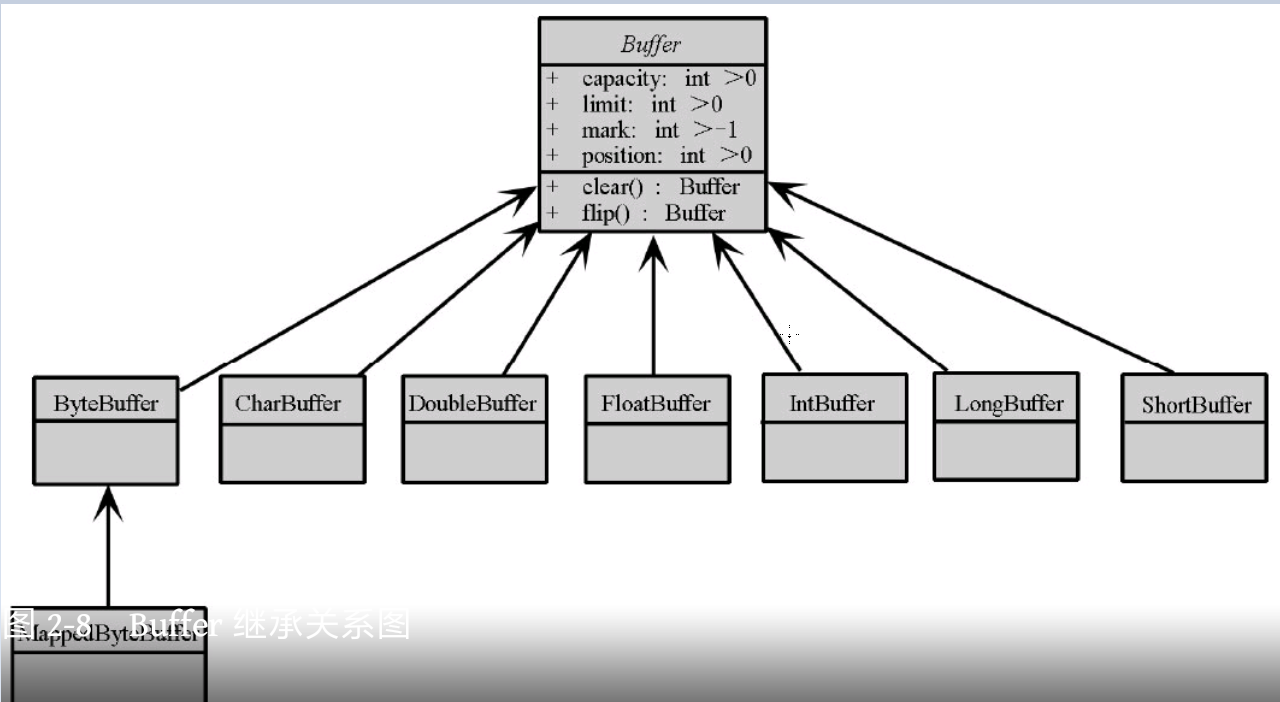 Buffer
+ capacity: int >0
+ limit: int >0
+ mark: int >-1
+ position: int >0
+ clear() : Buffer
+ flip() : Buffer
ByteBuffer
CharBuffer
DoubleBuffer
FloatBuffer
IntBuffer
LongBuffer
ShortBuffer
图 2-8 Buffer 继承关系图
MappedByteBuffer